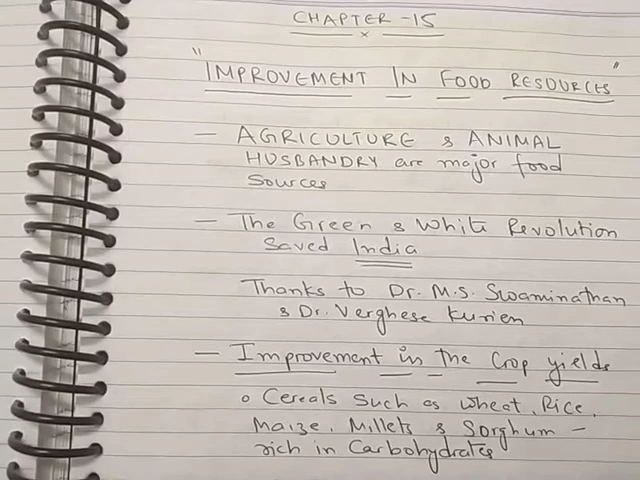 CHAPTER - 15
x
" IMPROVEMENT IN FOOD RESOURCES "
- AGRICULTURE & ANIMAL
HUSBANDRY are major food
Sources
- The Green & White Revolution
Saved India
Thanks to Dr. M.S. Swaminathan
& Dr. Verghese Kurien
- Improvement in the Crop yields
o Cereals Such as wheat, Rice,
Maize, Millets & Sorghum -
rich in Carbohydrates